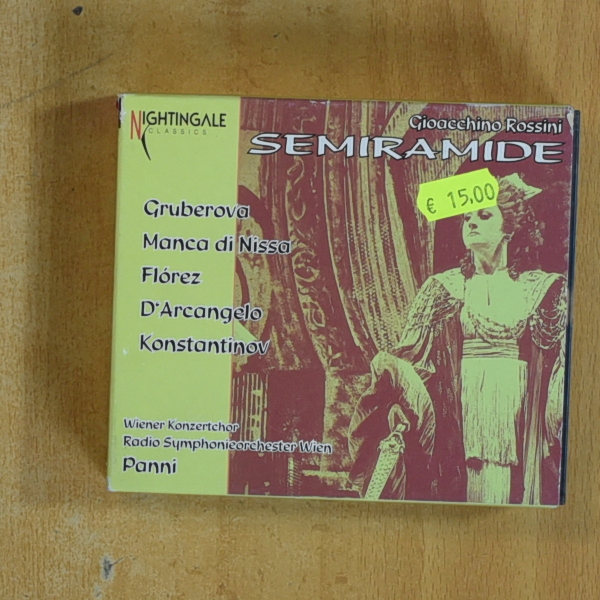 NIGHTINGALE
CLASSICS
Gioacchino Rossini
SEMIRAMIDE
€ 15,00
Gruberova
Manca di Nissa
Flórez
D'Arcangelo
Konstantinov
Wiener Konzertchor
Radio Symphonieorchester Wien
Panni